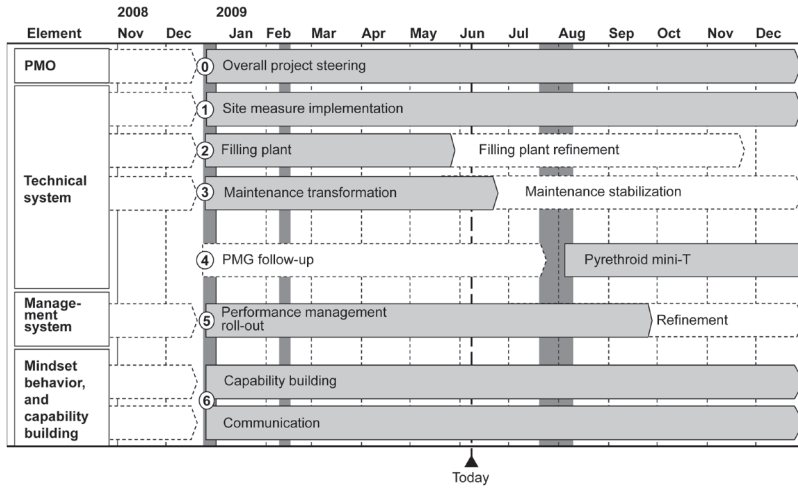 2008 2009
Element Nov Dec Jan Feb Mar Apr May Jun Jul Aug Sep Oct Nov Dec
PMO
0 Overall project steering
Technical
system
1 Site measure implementation
2 Filling plant Filling plant refinement
3 Maintenance transformation Maintenance stabilization
4 PMG follow-up Pyrethroid mini-T
Manage-
ment
system
5 Performance management
roll-out
Refinement
Mindset
behavior,
and
capability
building
6 Capability building
Communication
Today